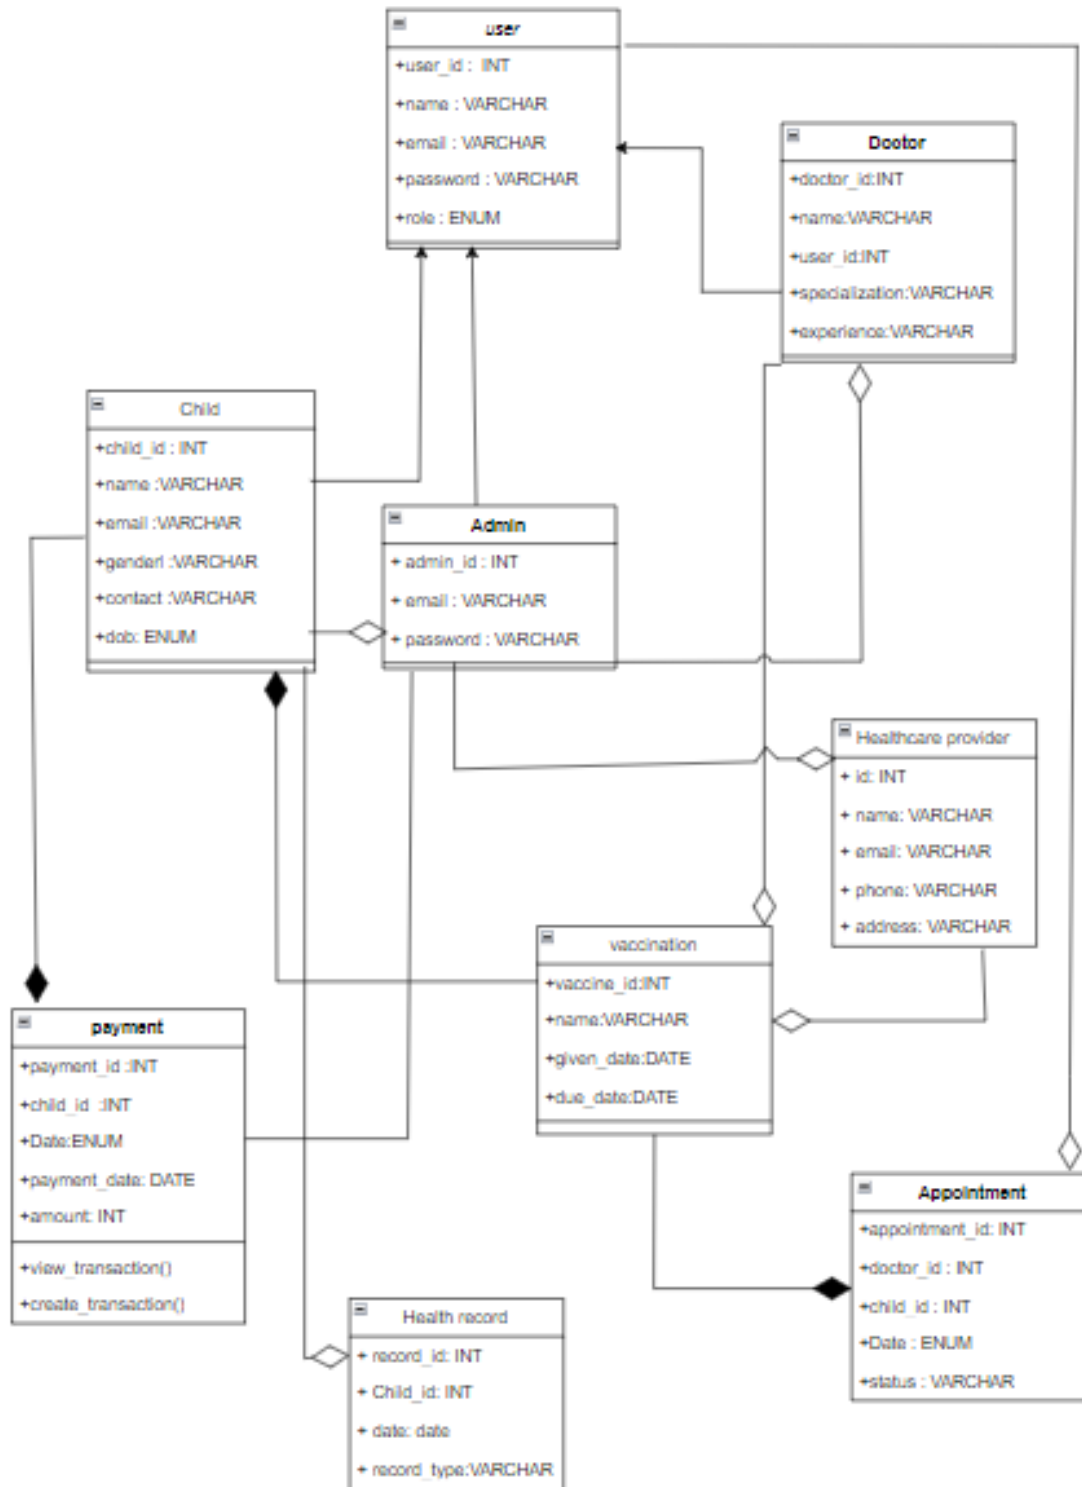 user
+user_id : INT
+name : VARCHAR
+email : VARCHAR
+password : VARCHAR
+role : ENUM
Doctor
+doctor_id:INT
+name:VARCHAR
+user_id:INT
+specialization:VARCHAR
+experience:VARCHAR
Child
+child_id : INT
+name :VARCHAR
+email :VARCHAR
+genderl :VARCHAR
+contact :VARCHAR
+dob: ENUM
Admin
+ admin_id : INT
+ email : VARCHAR
+ password : VARCHAR
Healthcare provider
+ id: INT
+ name: VARCHAR
+ email: VARCHAR
+ phone: VARCHAR
+ address: VARCHAR
vaccination
+vaccine_id:INT
+name:VARCHAR
+given_date:DATE
+due_date:DATE
payment
+payment_id :INT
+child_id :INT
+Date:ENUM
+payment_date: DATE
+amount: INT
+view_transaction()
+create_transaction()
Appointment
+appointment_id: INT
+doctor_id : INT
+child_id : INT
+Date : ENUM
+status : VARCHAR
Health record
+ record_id: INT
+ Child_id: INT
+ date: date
+ record_type:VARCHAR